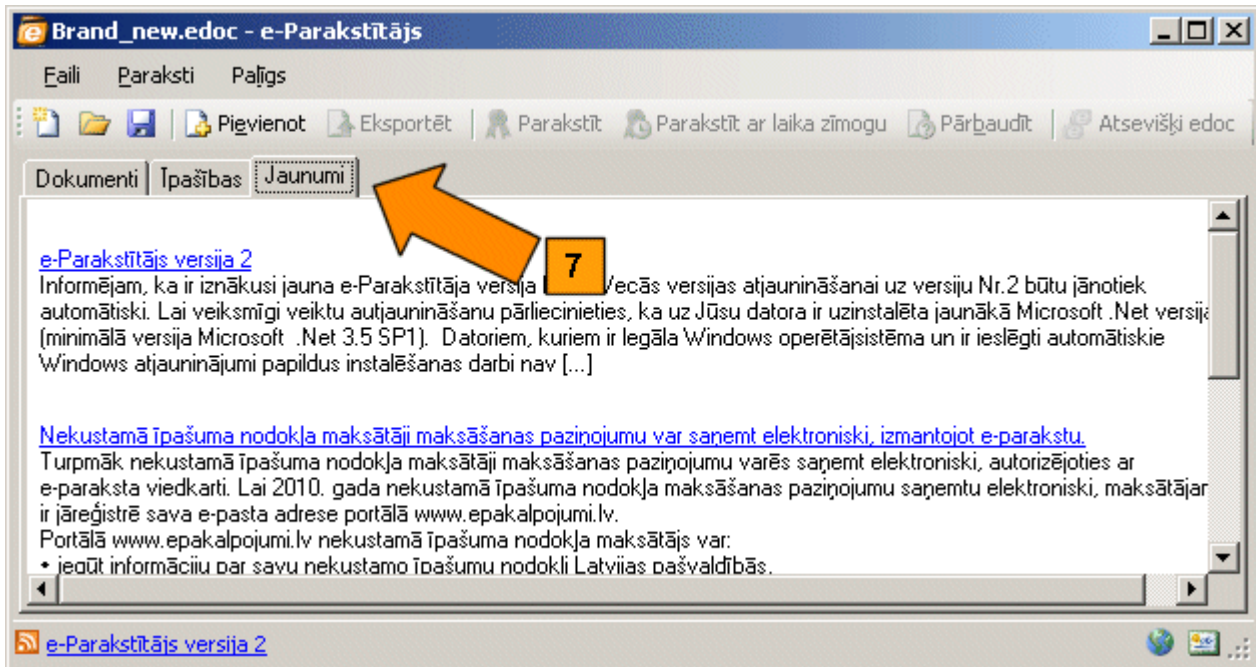 Brand_new.edoc - e-Parakstītājs
Faili Paraksti Palīgs
Pievienot Eksportēt Parakstīt Parakstīt ar laika zīmogu Pārbaudīt Atsevišķi edoc
Dokumenti Īpašības Jaunumi
7
e-Parakstītājs versija 2
Informējam, ka ir iznākusi jauna e-Parakstītāja versija Vecās versijas atjaunināšanai uz versiju Nr.2 būtu jānotiek
automātiski. Lai veiksmīgi veiktu autjaunināšanu pārliecinieties, ka uz Jūsu datora ir uzinstalēta jaunākā Microsoft .Net versija
(minimālā versija Microsoft .Net 3.5 SP1). Datoriem, kuriem ir legāla Windows operētājsistēma un ir ieslēgti automātiskie
Windows atjauninājumi papildus instalēšanas darbi nav [...]
Nekustamā īpašuma nodokļa maksātāji maksāšanas paziņojumu var saņemt elektroniski, izmantojot e-parakstu.
Turpmāk nekustamā īpašuma nodokļa maksātāji maksāšanas paziņojumu varēs saņemt elektroniski, autorizējoties ar
e-paraksta viedkarti. Lai 2010. gada nekustamā īpašuma nodokļa maksāšanas paziņojumu saņemtu elektroniski, maksātājam
ir jāreģistrē sava e-pasta adrese portālā www.epakalpojumi.lv.
Portālā www.epakalpojumi.lv nekustamā īpašuma nodokļa maksātājs var:
• iegūt informāciju par savu nekustamo īpašumu nodokli Latvijas pašvaldībās.
e-Parakstītājs versija 2